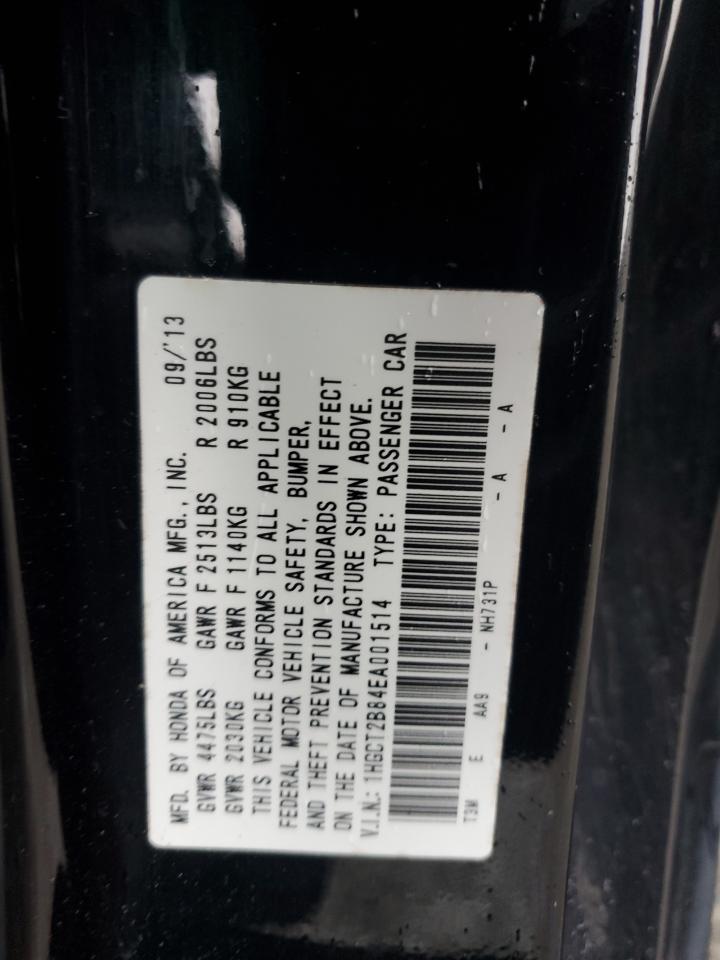 MFD. BY HONDA OF AMERICA MFG., INC. 09/'13
GVWR 4475LBS GAWR F 2513LBS R 2006LBS
GVWR 2030KG GAWR F 1140KG R 910KG
THIS VEHICLE CONFORMS TO ALL APPLICABLE
FEDERAL MOTOR VEHICLE SAFETY, BUMPER,
AND THEFT PREVENTION STANDARDS IN EFFECT
ON THE DATE OF MANUFACTURE SHOWN ABOVE.
V.I.N.: 1HGCT2B84EA001514 TYPE: PASSENGER CAR
T3M E AA9 - NH731P - A - A